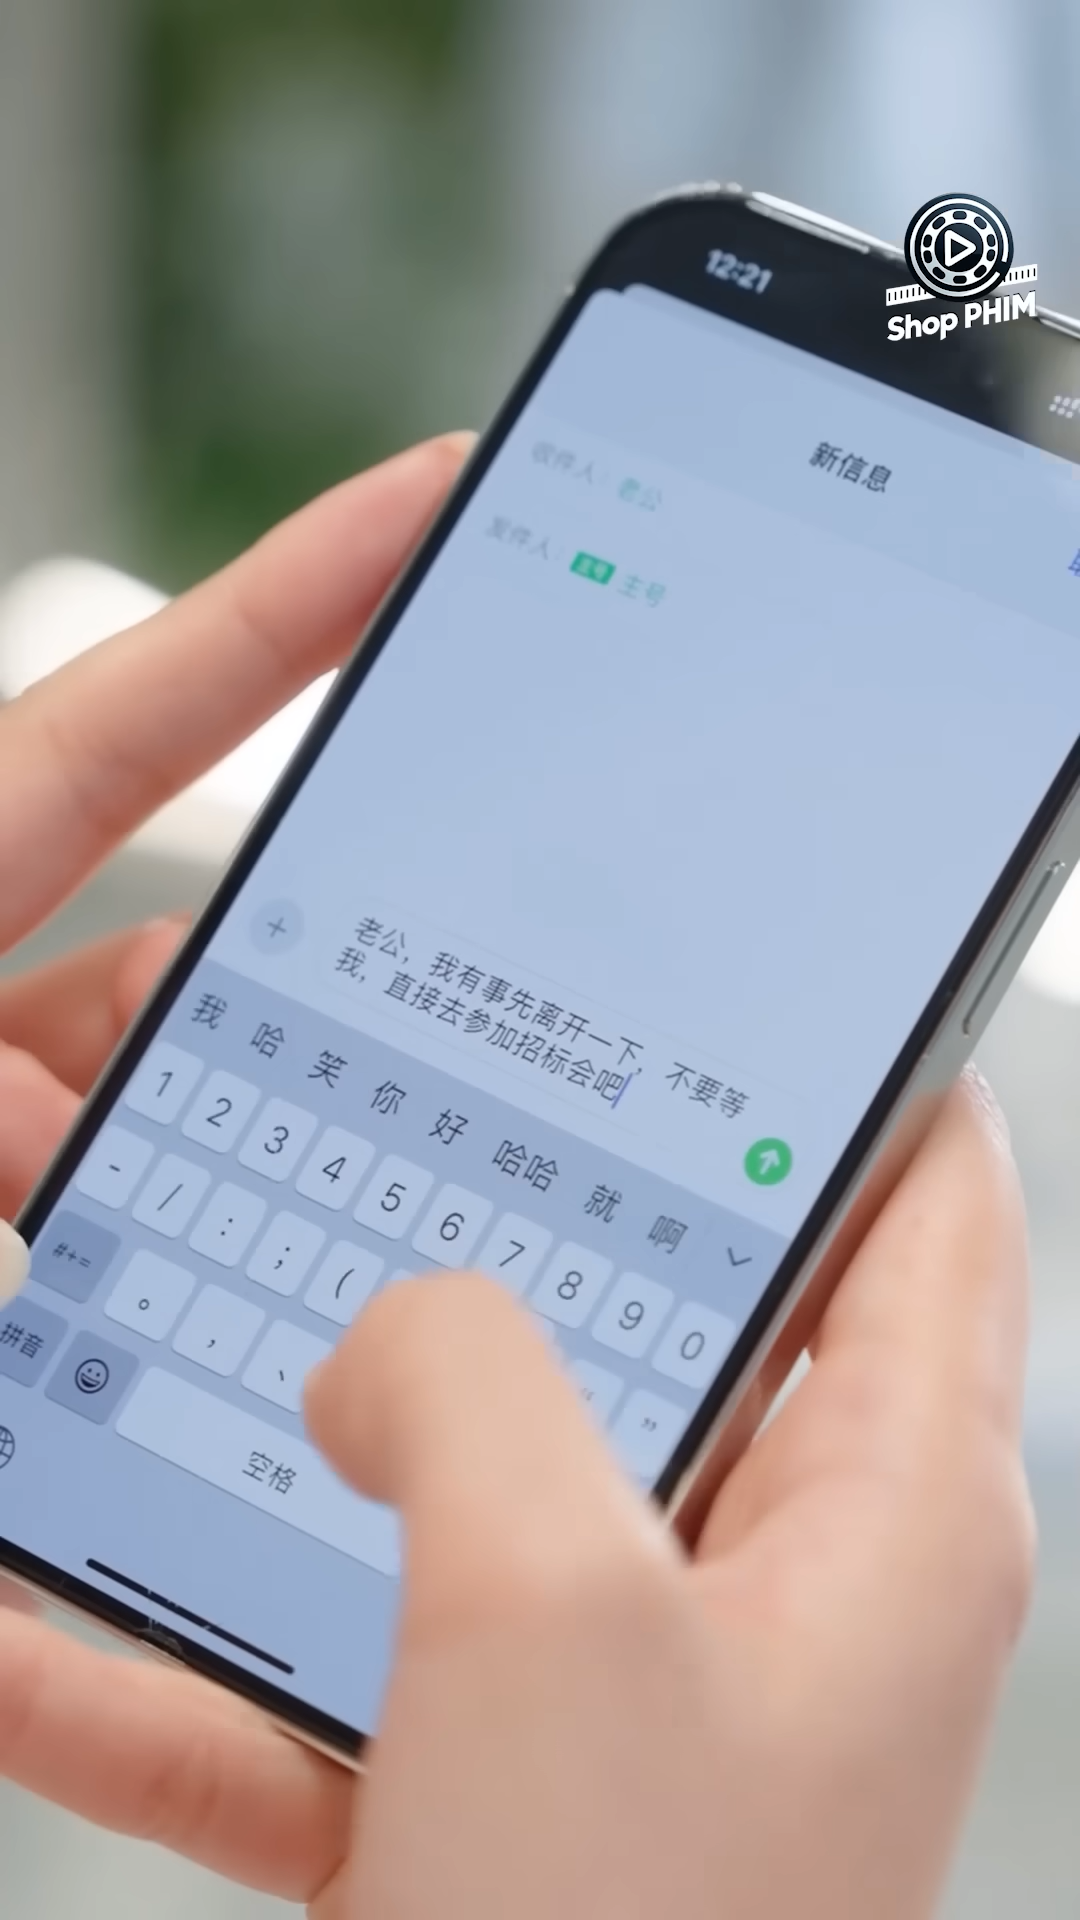 Shop PHIM
12:21
新信息
收件人：老公
发件人：主号 主号
老公，我有事先离开一下，不要等
我，直接去参加招标会吧
我 哈 笑 你 好 哈哈 就 啊
1 2 3 4 5 6 7 8 9 0
- / : ; (
#+= 。 , 、 “ ”
拼音
空格